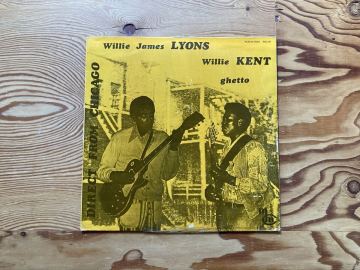 Willie James LYONS
Willie KENT
ghetto
DIRECT FROM CHICAGO